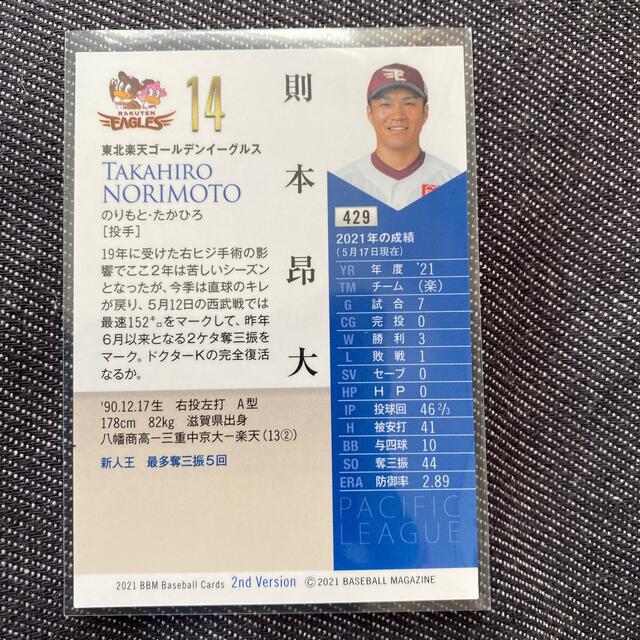 RAKUTEN
EAGLES
14
東北楽天ゴールデンイーグルス
TAKAHIRO
NORIMOTO
のりもと・たかひろ
[投手]
則本昂大
19年に受けた右ヒジ手術の影
響でここ2年は苦しいシーズン
となったが、今季は直球のキレ
が戻り、5月12日の西武戦では
最速152㌔をマークして、昨年
6月以来となる2ケタ奪三振を
マーク。ドクターKの完全復活
なるか。
'90.12.17生 右投左打 A型
178cm 82kg 滋賀県出身
八幡商高ー三重中京大ー楽天(13②)
新人王 最多奪三振5回
429
2021年の成績
(5月17日現在)
YR 年度 '21
TM チーム (楽)
G 試合 7
CG 完投 0
W 勝利 3
L 敗戦 1
SV セーブ 0
HP HP 0
IP 投球回 46 2/3
H 被安打 41
BB 与四球 10
SO 奪三振 44
ERA 防御率 2.89
PACIFIC
LEAGUE
2021 BBM Baseball Cards 2nd Version ©2021 BASEBALL MAGAZINE